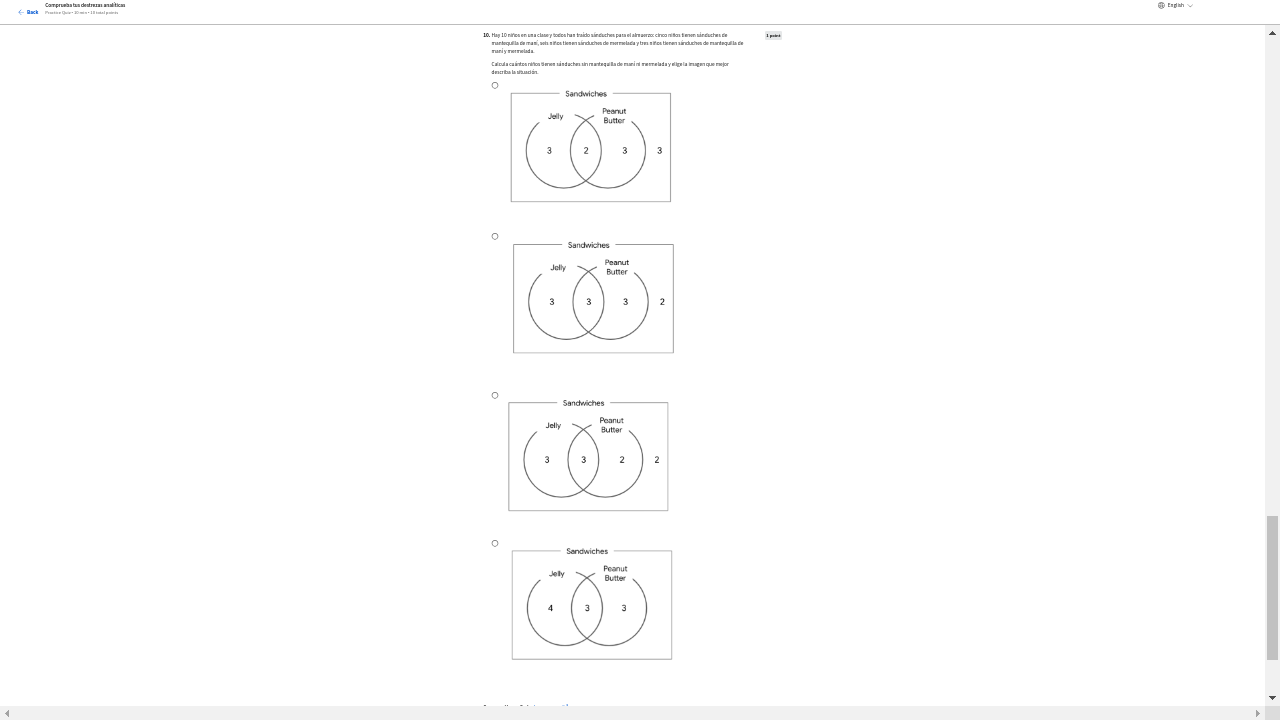 Back
Comprueba tus destrezas analíticas
Practice Quiz • 30 min • 10 total points
English
10. Hay 10 niños en una clase y todos han traído sánduches para el almuerzo: cinco niños tienen sánduches de
mantequilla de maní, seis niños tienen sánduches de mermelada y tres niños tienen sánduches de mantequilla de
maní y mermelada.
1 point
Calcula cuántos niños tienen sánduches sin mantequilla de maní ni mermelada y elige la imagen que mejor
describa la situación.
Sandwiches
Jelly
Peanut
Butter
3 2 3 3
Sandwiches
Jelly
Peanut
Butter
3 3 3 2
Sandwiches
Jelly
Peanut
Butter
3 3 2 2
Sandwiches
Jelly
Peanut
Butter
4 3 3